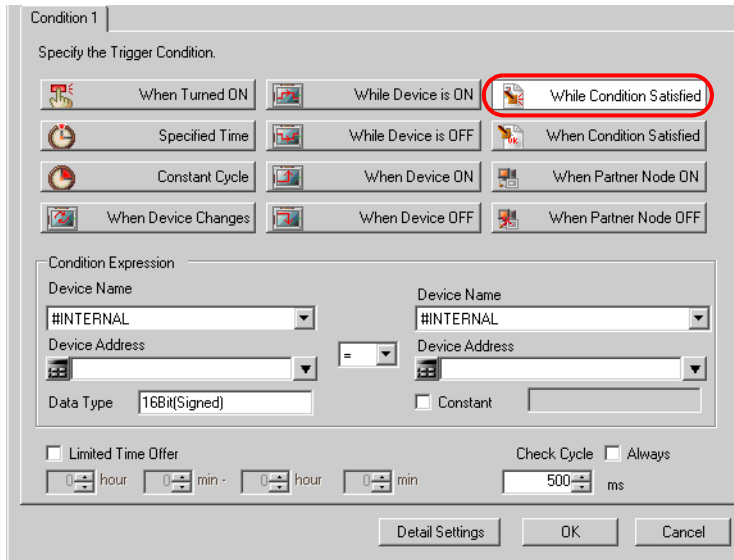 Condition 1
Specify the Trigger Condition.
When Turned ON
While Device is ON
While Condition Satisfied
Specified Time
While Device is OFF
When Condition Satisfied
Constant Cycle
When Device ON
When Partner Node ON
When Device Changes
When Device OFF
When Partner Node OFF
Condition Expression
Device Name
Device Name
#INTERNAL
#INTERNAL
Device Address
=
Device Address
Data Type
16Bit(Signed)
Constant
Limited Time Offer
Check Cycle
Always
0 hour 0 min - 0 hour 0 min
500 ms
Detail Settings
OK
Cancel